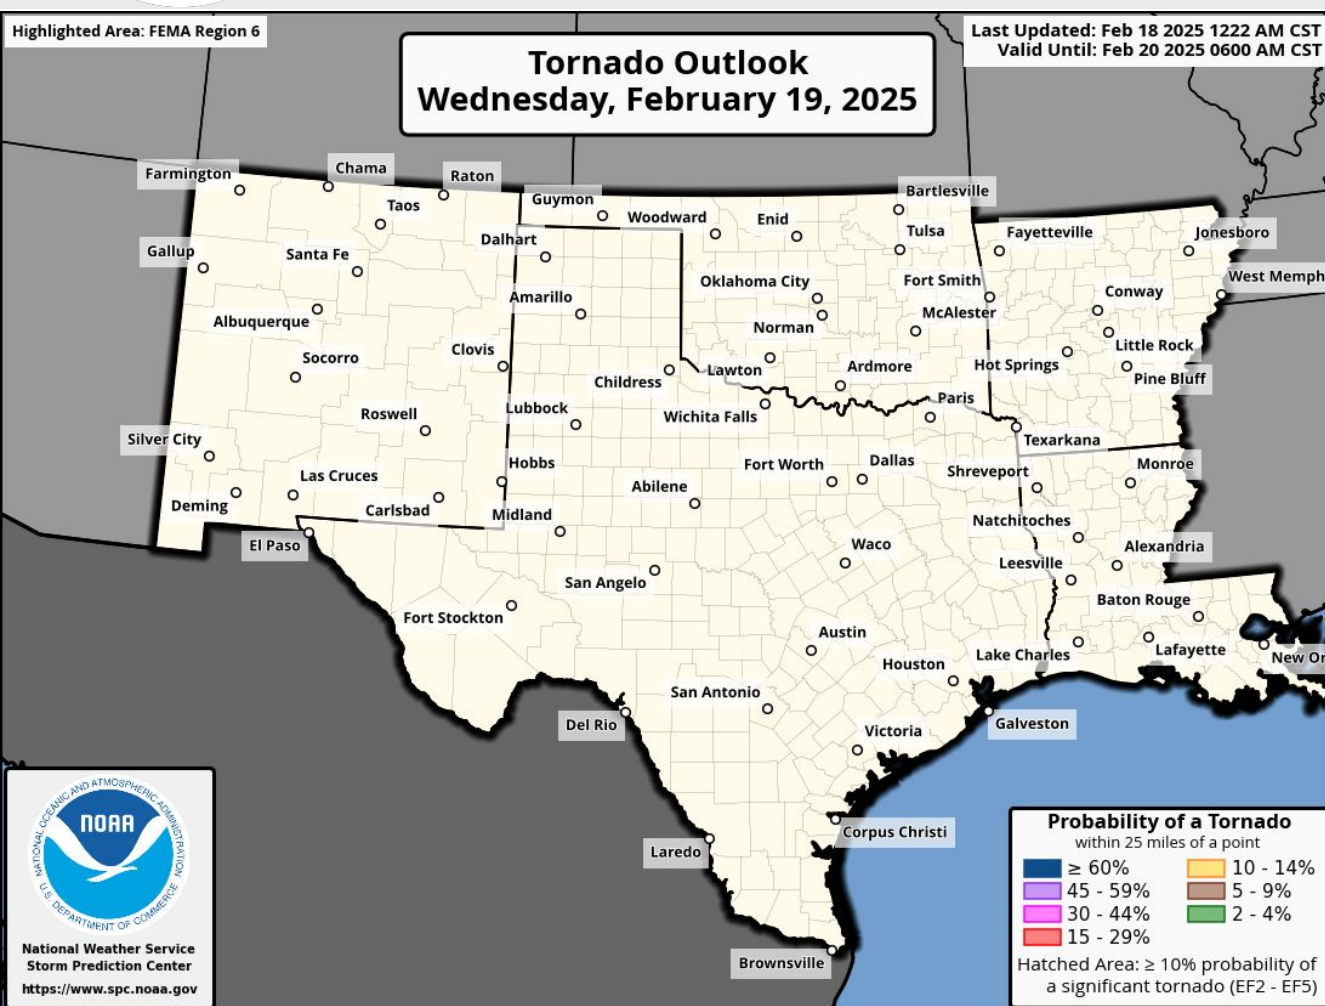 Highlighted Area: FEMA Region 6
Last Updated: Feb 18 2025 1222 AM CST
Valid Until: Feb 20 2025 0600 AM CST
Tornado Outlook
Wednesday, February 19, 2025
Farmington
Chama
Raton
Taos
Guymon
Woodward
Enid
Bartlesville
Tulsa
Fayetteville
Jonesboro
Gallup
Santa Fe
Dalhart
Oklahoma City
Fort Smith
Conway
West Memph
Albuquerque
Amarillo
Norman
McAlester
Little Rock
Socorro
Clovis
Childress
Lawton
Ardmore
Hot Springs
Pine Bluff
Roswell
Lubbock
Wichita Falls
Paris
Texarkana
Silver City
Las Cruces
Hobbs
Fort Worth
Dallas
Shreveport
Monroe
Deming
Carlsbad
Midland
Abilene
Natchitoches
El Paso
San Angelo
Waco
Leesville
Alexandria
Fort Stockton
Baton Rouge
Austin
Houston
Lake Charles
Lafayette
New Or
Del Rio
San Antonio
Victoria
Galveston
Laredo
Corpus Christi
Brownsville
NATIONAL OCEANIC AND ATMOSPHERIC ADMINISTRATION
NOAA
U.S. DEPARTMENT OF COMMERCE
National Weather Service
Storm Prediction Center
https://www.spc.noaa.gov
Probability of a Tornado
within 25 miles of a point
≥ 60%
45 - 59%
30 - 44%
15 - 29%
10 - 14%
5 - 9%
2 - 4%
Hatched Area: ≥ 10% probability of
a significant tornado (EF2 - EF5)